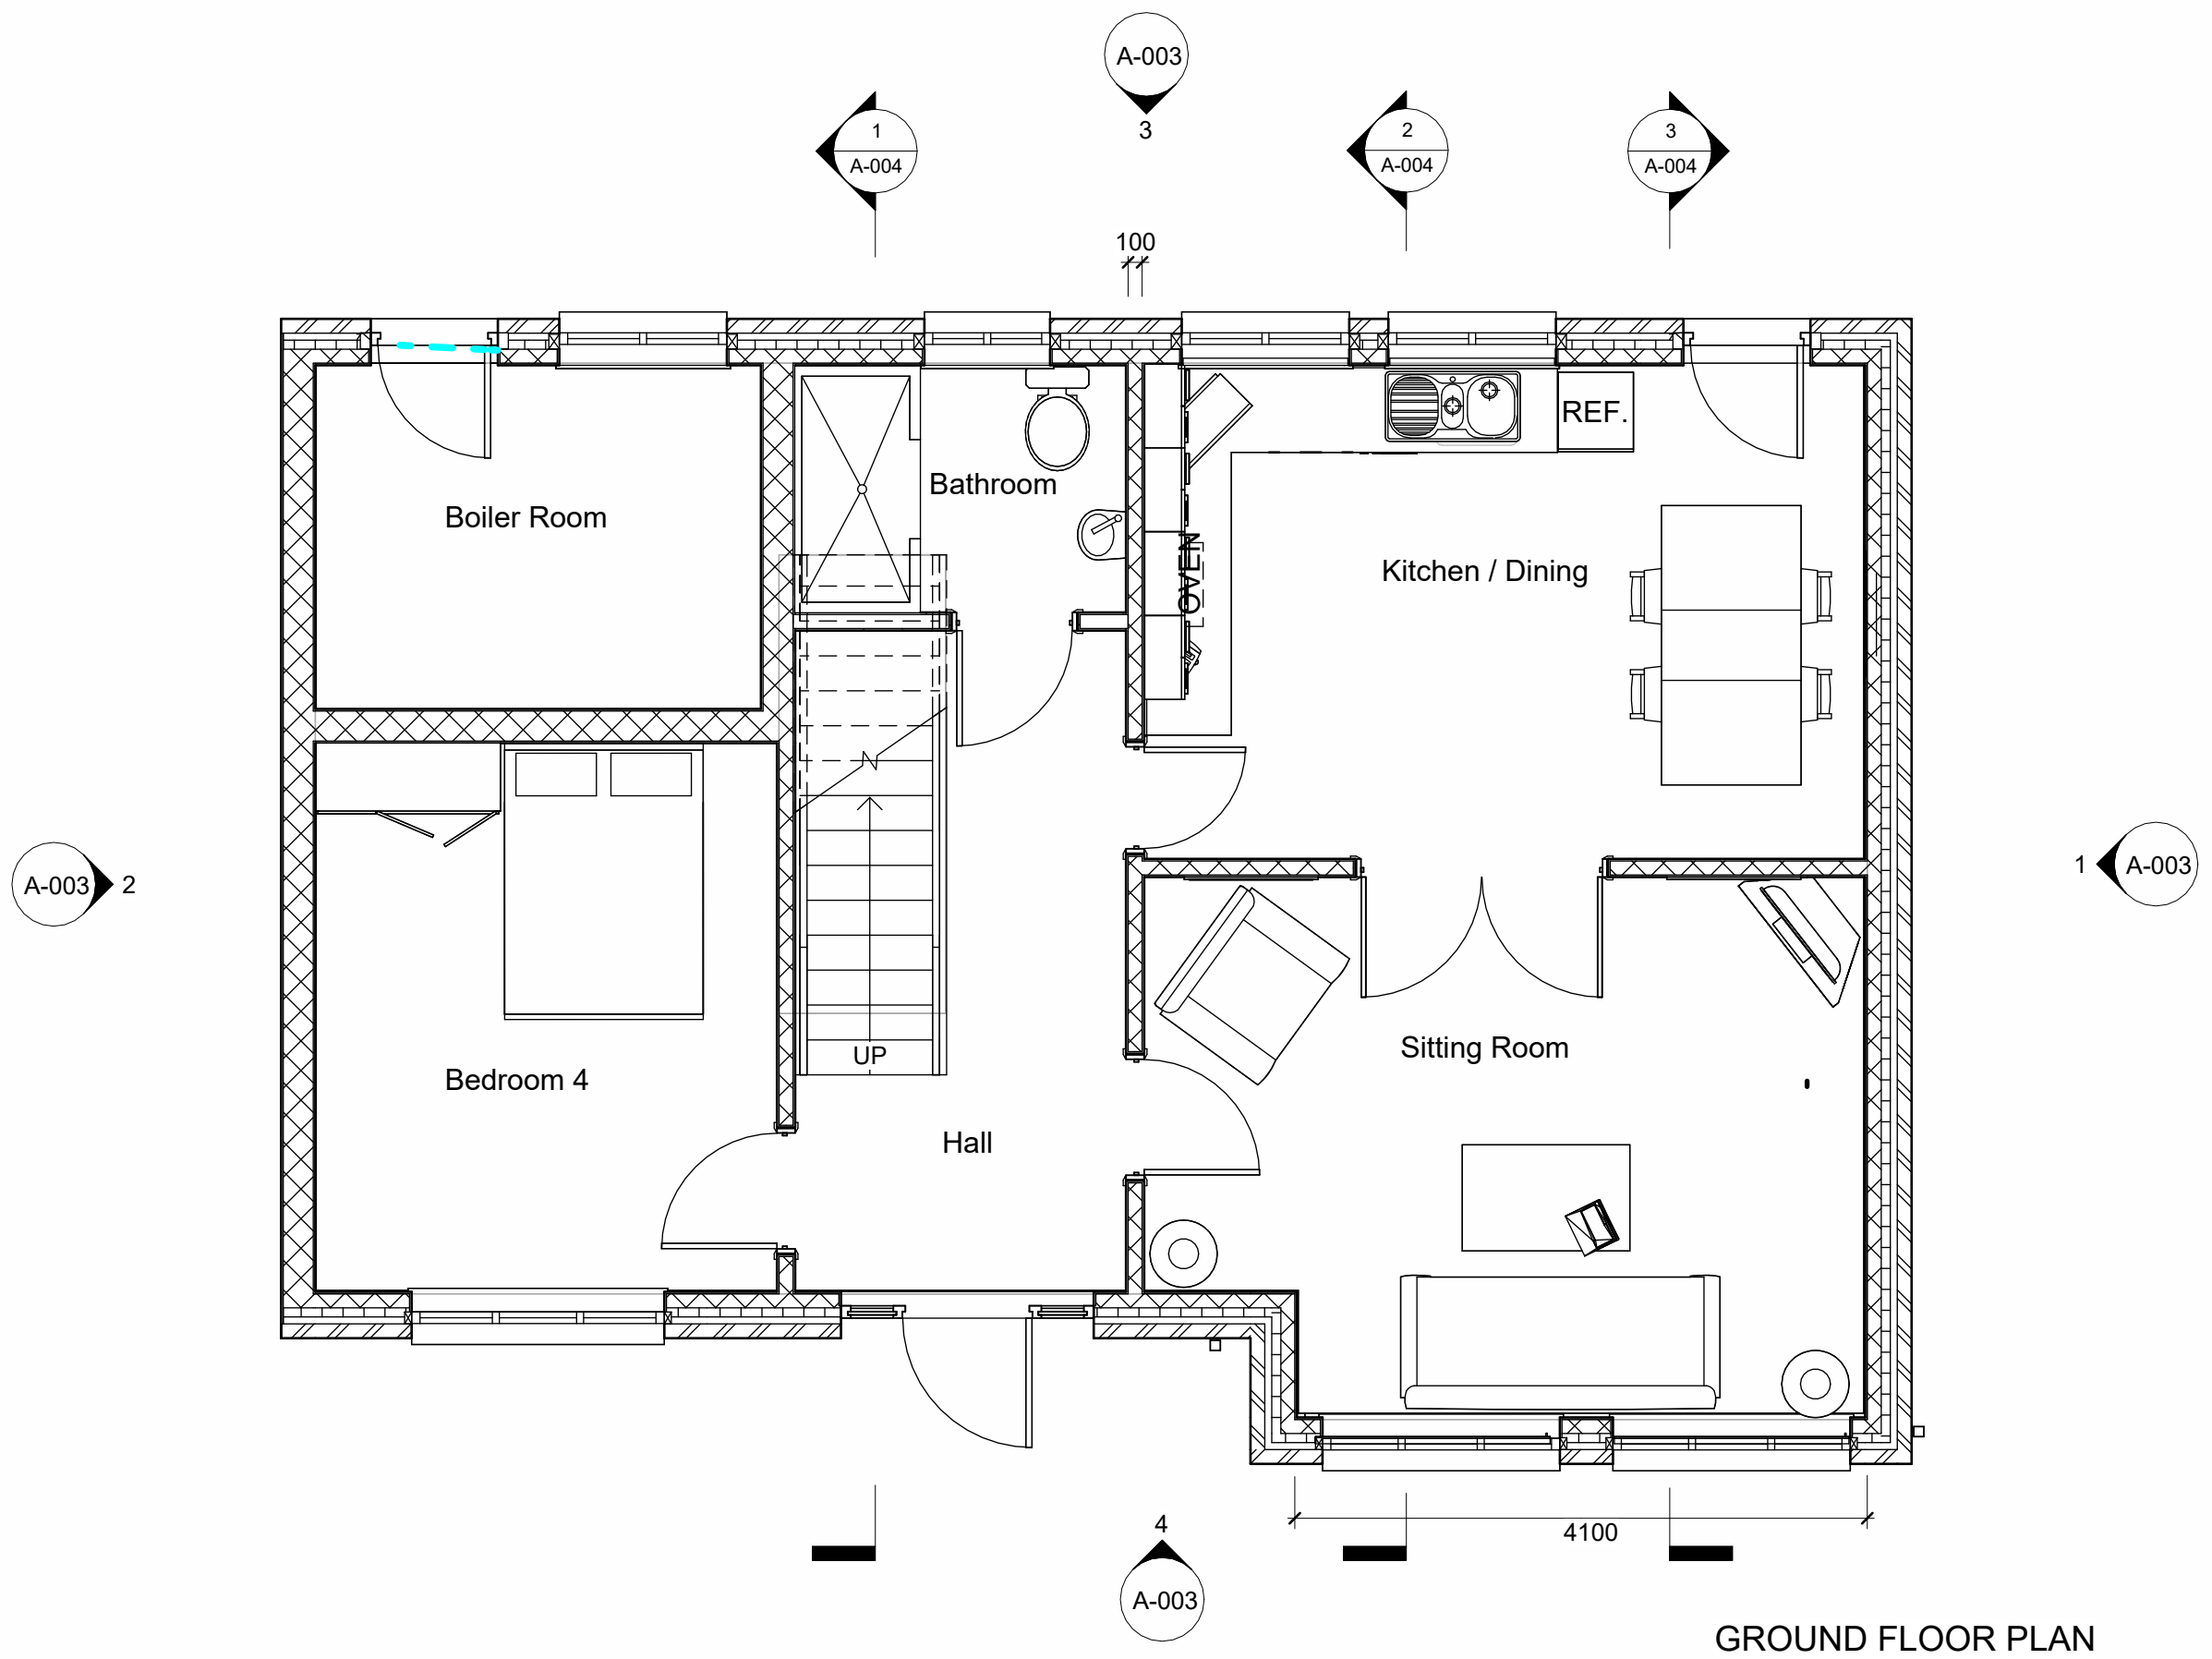 A-003
3
1
A-004
2
A-004
3
A-004
100
REF.
Bathroom
Boiler Room
OVEN
Kitchen / Dining
A-003
2
1
A-003
UP
Sitting Room
Bedroom 4
Hall
4
4100
A-003
GROUND FLOOR PLAN